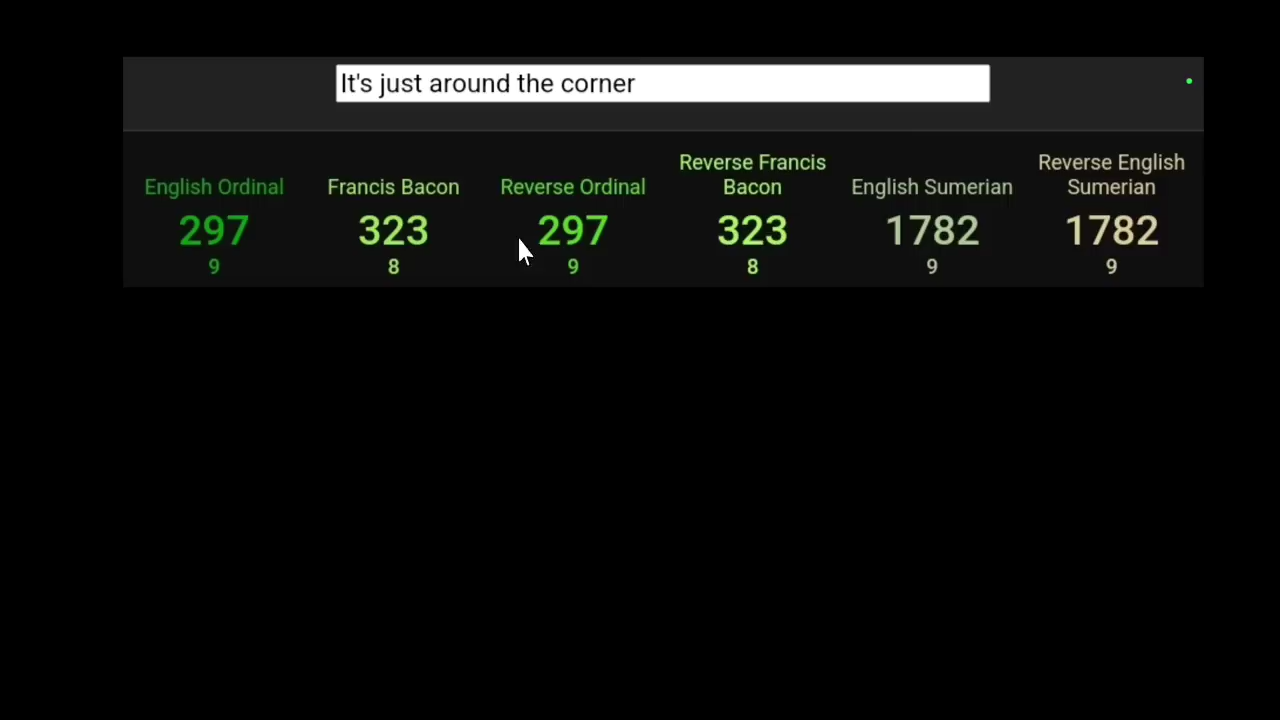 It's just around the corner
English Ordinal
297
9
Francis Bacon
323
8
Reverse Ordinal
297
9
Reverse Francis
Bacon
323
8
English Sumerian
1782
9
Reverse English
Sumerian
1782
9